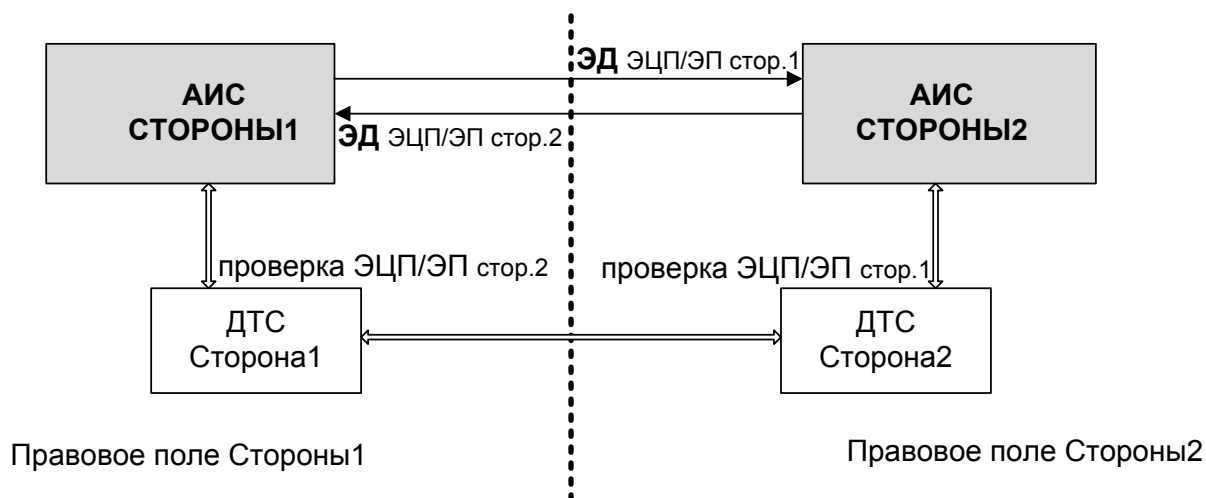 АИС
СТОРОНЫ1
ЭД ЭЦП/ЭП стор.1
ЭД ЭЦП/ЭП стор.2
АИС
СТОРОНЫ2
проверка ЭЦП/ЭП стор.2
проверка ЭЦП/ЭП стор.1
ДТС
Сторона1
ДТС
Сторона2
Правовое поле Стороны1
Правовое поле Стороны2